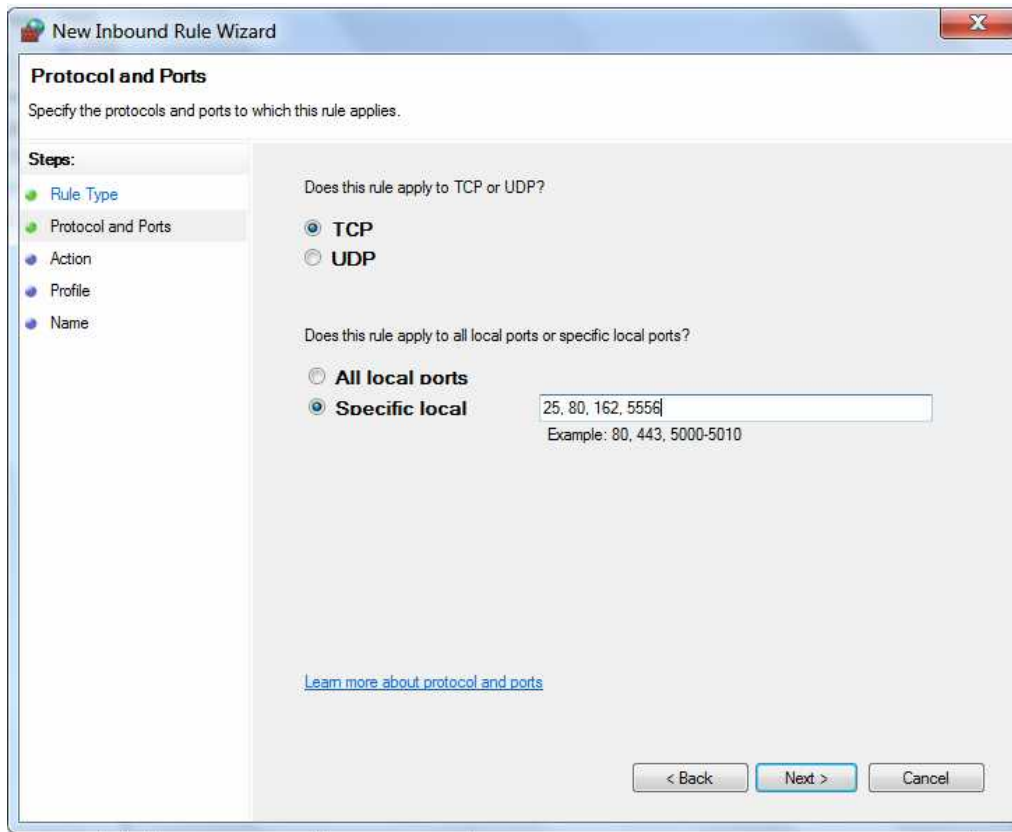 New Inbound Rule Wizard
X
Protocol and Ports
Specify the protocols and ports to which this rule applies.
Steps:
Rule Type
Protocol and Ports
Action
Profile
Name
Does this rule apply to TCP or UDP?
TCP
UDP
Does this rule apply to all local ports or specific local ports?
All local ports
Specific local
25, 80, 162, 5556
Example: 80, 443, 5000-5010
Learn more about protocol and ports
< Back
Next >
Cancel